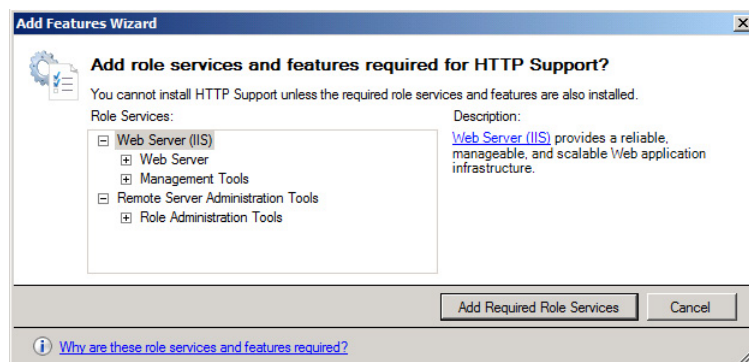 Add Features Wizard
Add role services and features required for HTTP Support?
You cannot install HTTP Support unless the required role services and features are also installed.
Role Services:
Web Server (IIS)
Web Server
Management Tools
Remote Server Administration Tools
Role Administration Tools
Description:
Web Server (IIS) provides a reliable,
manageable, and scalable Web application
infrastructure.
Add Required Role Services
Cancel
Why are these role services and features required?